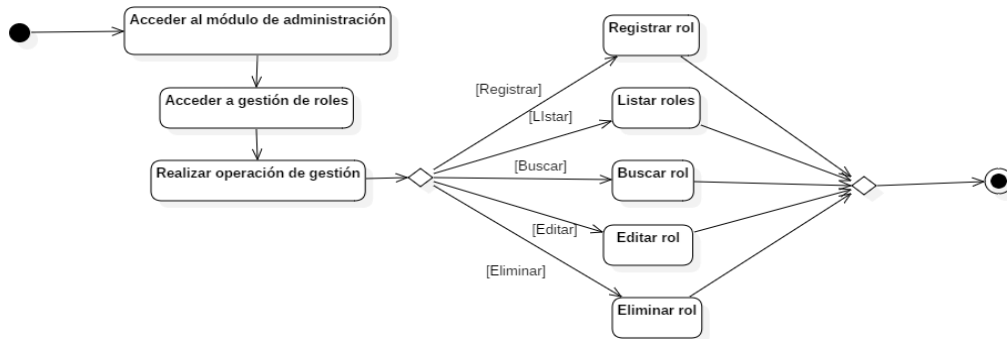 Acceder al módulo de administración
Acceder a gestión de roles
Realizar operación de gestión
[Registrar]
[LIstar]
[Buscar]
[Editar]
[Eliminar]
Registrar rol
Listar roles
Buscar rol
Editar rol
Eliminar rol